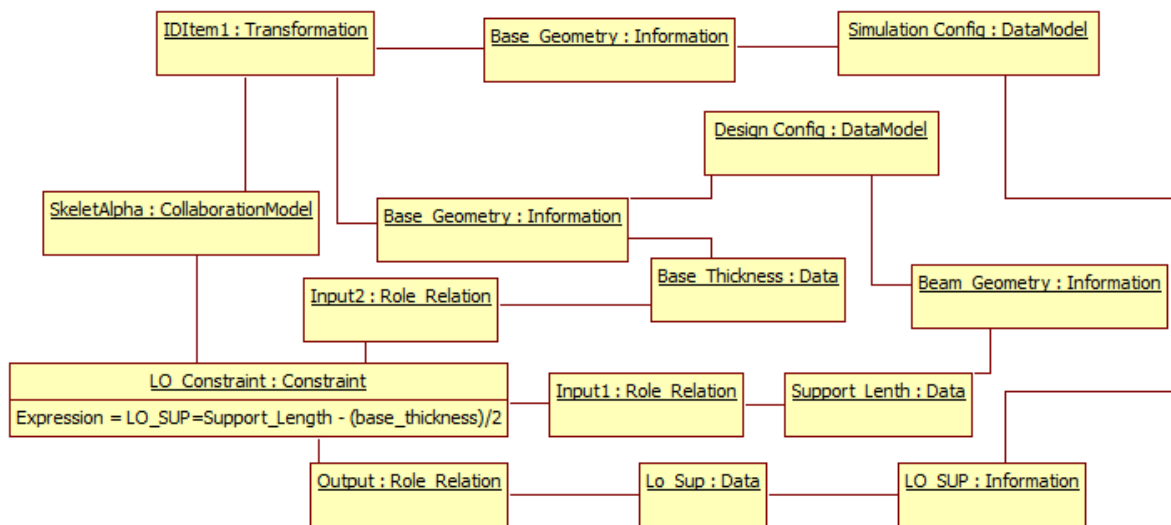 IDItem1 : Transformation
Base_Geometry : Information
Simulation Config : DataModel
Design Config : DataModel
SkeletAlpha : CollaborationModel
Base_Geometry : Information
Base_Thickness : Data
Beam_Geometry : Information
Input2 : Role_Relation
LO_Constraint : Constraint
Expression = LO_SUP=Support_Length - (base_thickness)/2
Input1 : Role_Relation
Support_Lenth : Data
Output : Role_Relation
Lo_Sup : Data
LO_SUP : Information